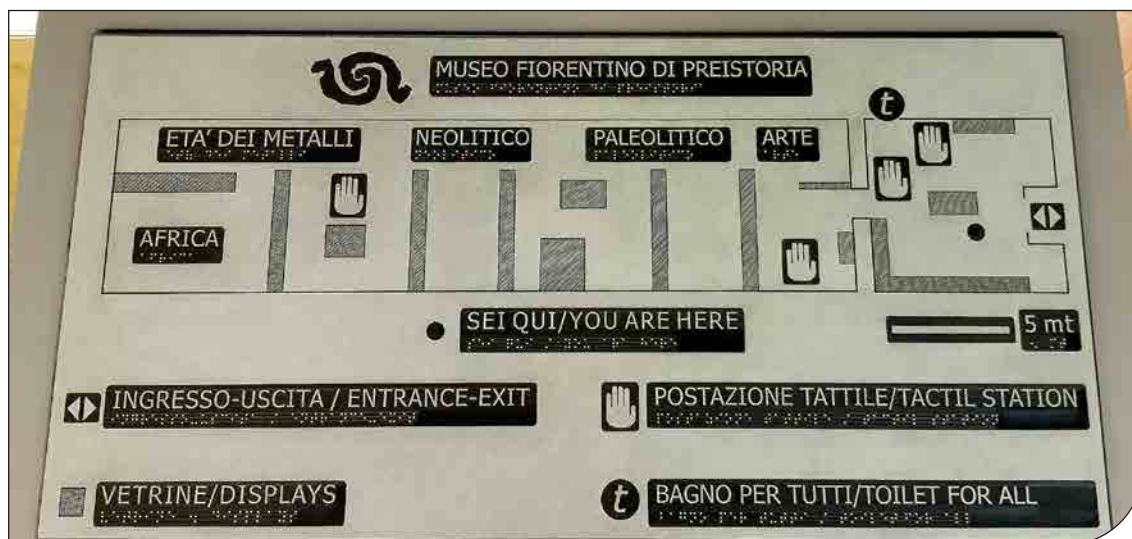 MUSEO FIORENTINO DI PREISTORIA
t
ETA' DEI METALLI
NEOLITICO
PALEOLITICO
ARTE
AFRICA
SEI QUI/YOU ARE HERE
5 mt
INGRESSO-USCITA / ENTRANCE-EXIT
POSTAZIONE TATTILE/TACTIL STATION
VETRINE/DISPLAYS
t
BAGNO PER TUTTI/TOILET FOR ALL